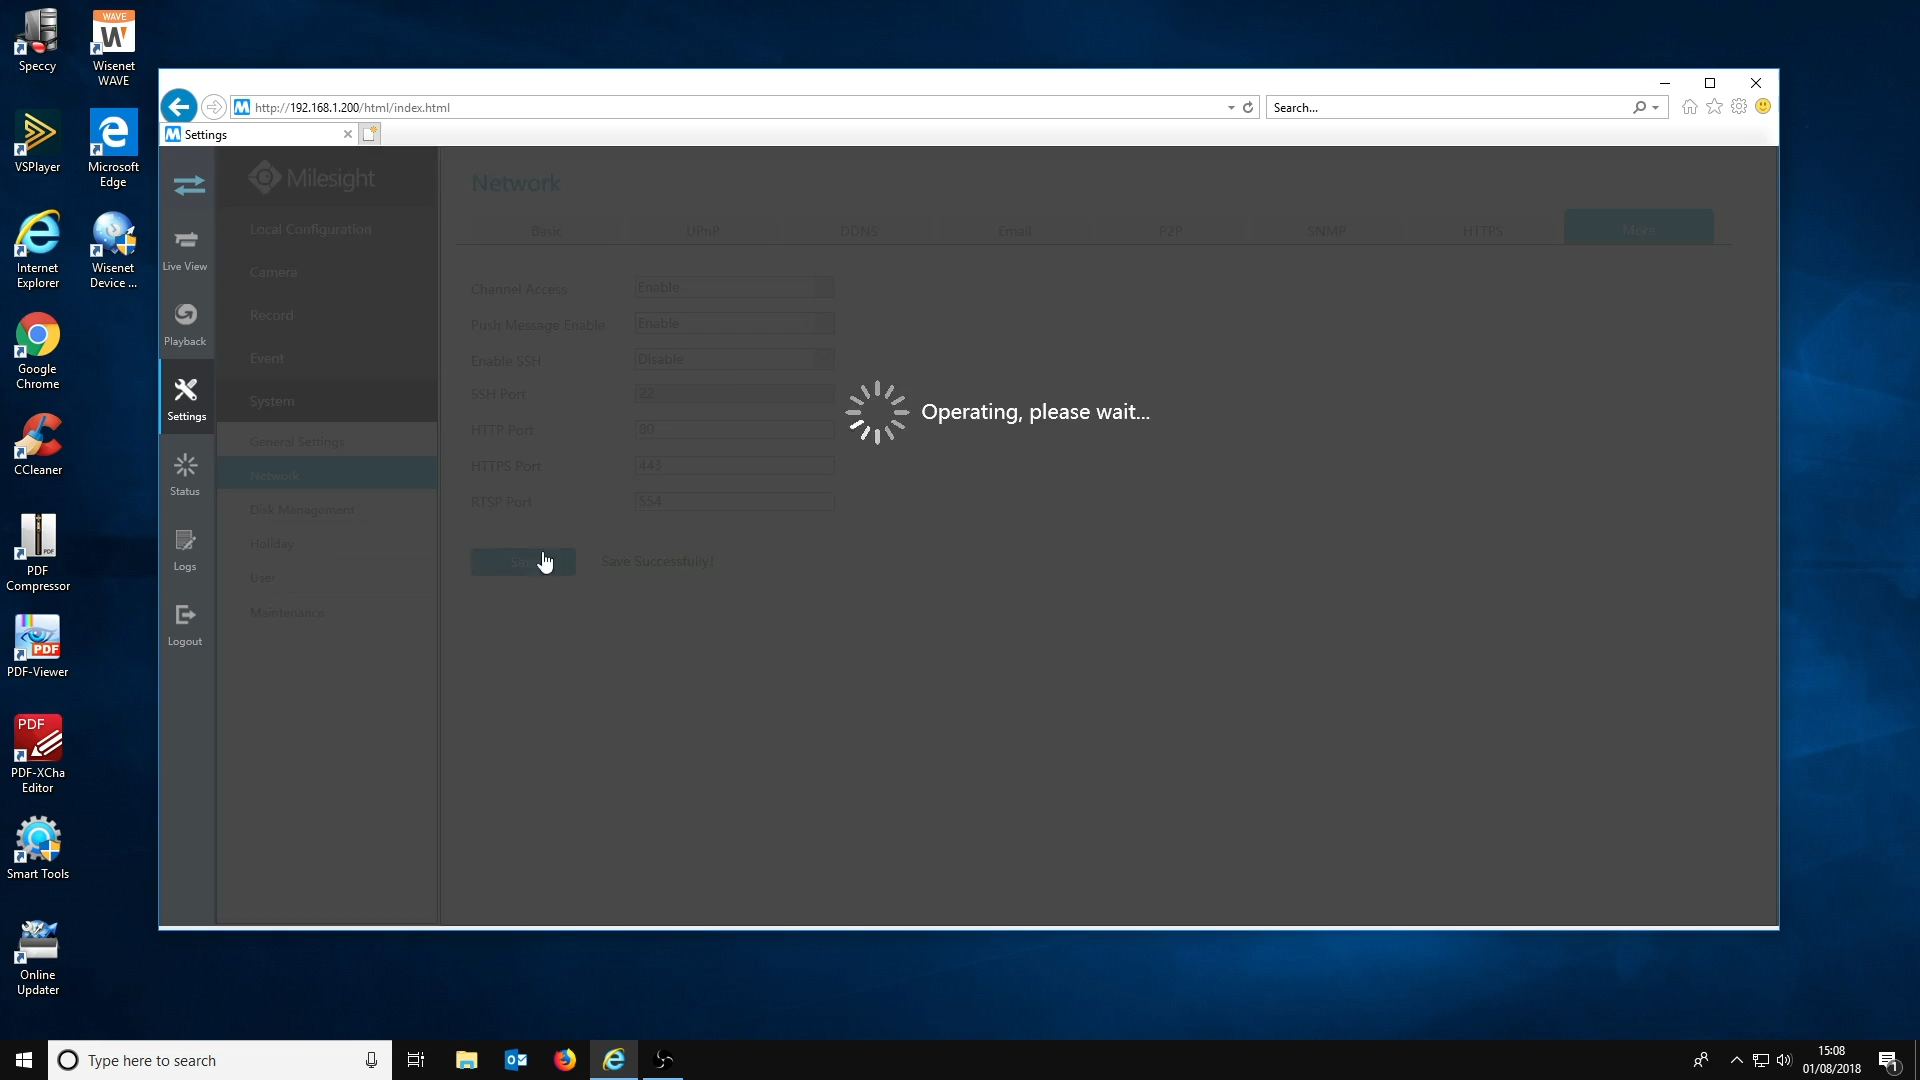 Speccy
WAVE
W
Wisenet
WAVE
VSPlayer
Microsoft
Edge
Internet
Explorer
Wisenet
Device ...
Google
Chrome
CCleaner
PDF
PDF
Compressor
PDF
PDF-Viewer
PDF
PDF-XCha
Editor
Smart Tools
Online
Updater
http://192.168.1.200/html/index.html
Search...
Settings
Live View
Playback
Settings
Status
Logs
Logout
Milesight
Local Configuration
Camera
Record
Event
System
General Settings
Network
Disk Management
Holiday
User
Maintenance
Network
Basic UPnP DDNS Email P2P SNMP HTTPS More
Channel Access Enable
Push Message Enable Enable
Enable SSH Disable
SSH Port 22
HTTP Port 80
HTTPS Port 443
RTSP Port 554
Save Successfully!
Operating, please wait...
Type here to search
15:08
01/08/2018
1